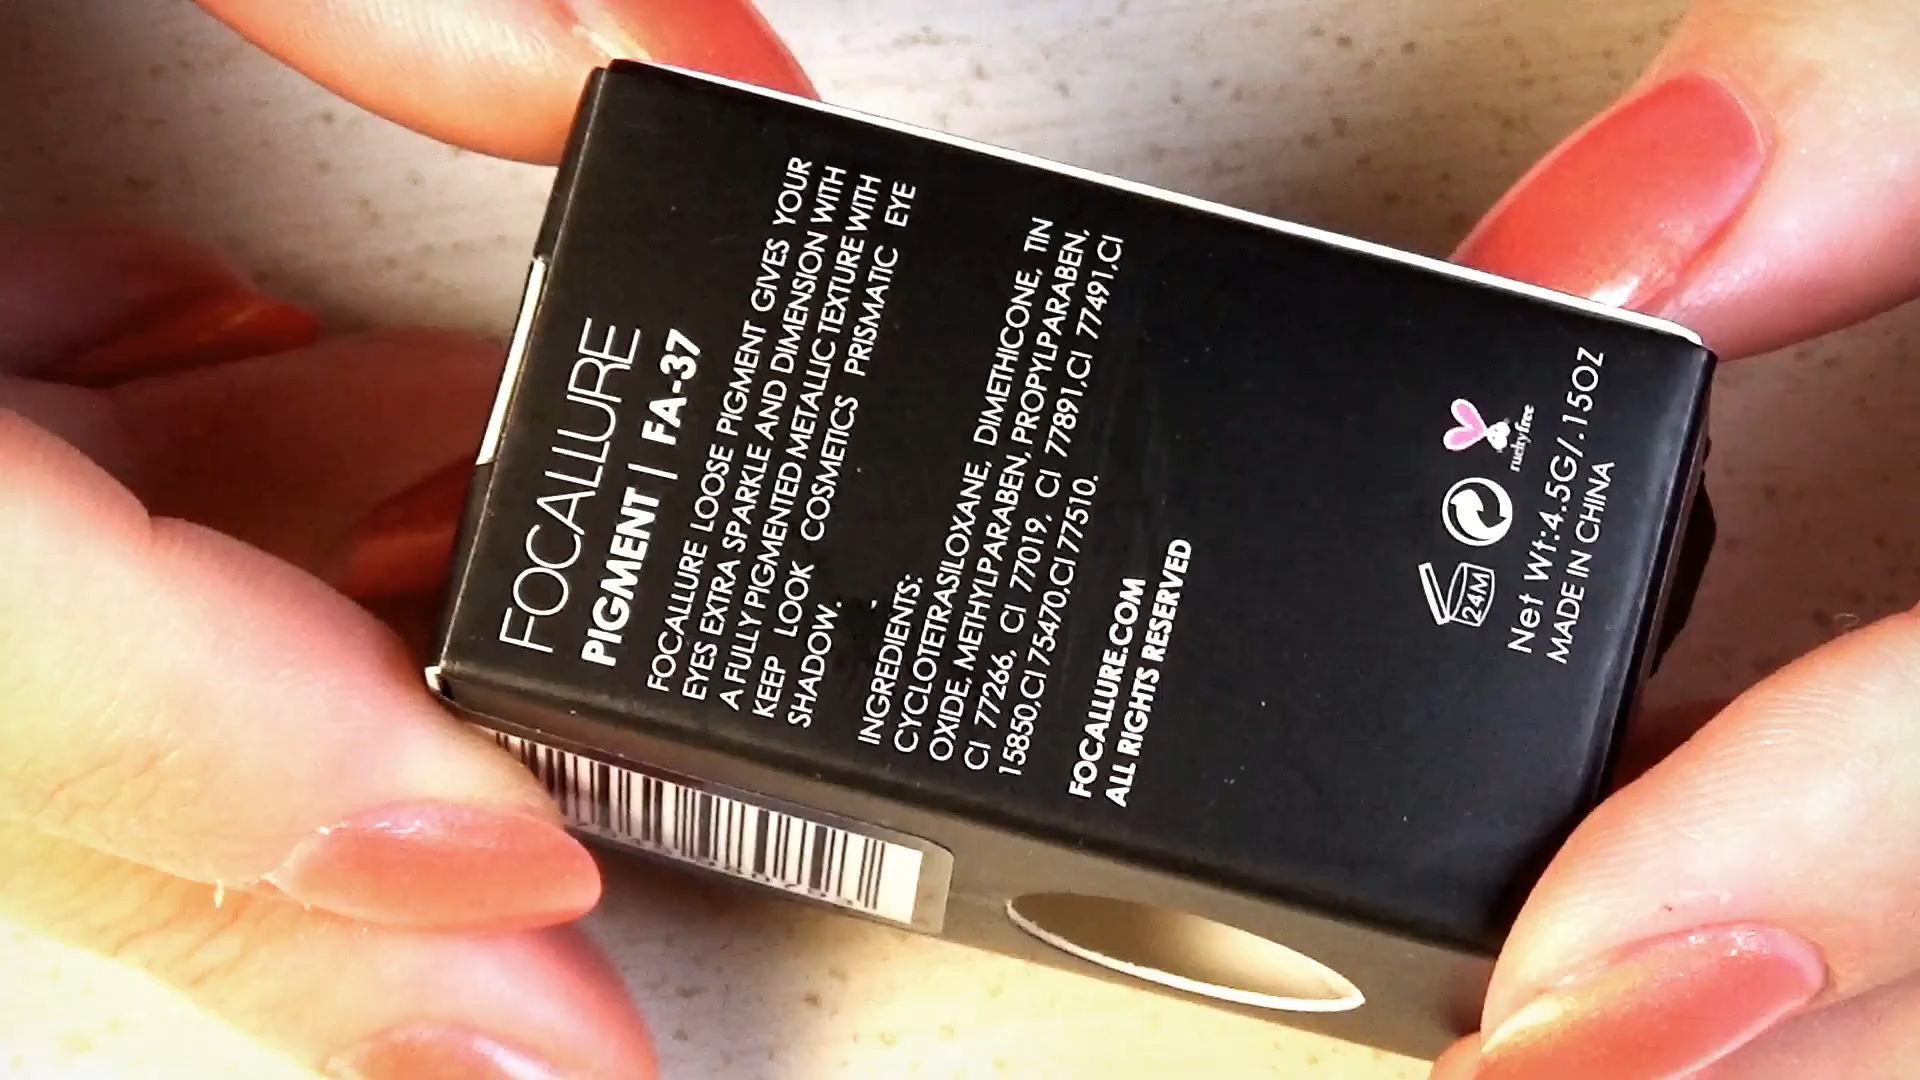 FOCALLURE
PIGMENT | FA-37
FOCALLURE LOOSE PIGMENT GIVES YOUR
EYES EXTRA SPARKLE AND DIMENSION WITH
A FULLY PIGMENTED METALLIC TEXTURE WITH
KEEP LOOK COSMETICS PRISMATIC EYE
SHADOW.
INGREDIENTS:
CYCLOTETRASILOXANE, DIMETHICONE, TIN
OXIDE, METHYLPARABEN, PROPYLPARABEN,
CI 77266, CI 77019, CI 77891,CI 77491,CI
15850,CI 75470,CI 77510.
FOCALLURE.COM
ALL RIGHTS RESERVED
24M
Net Wt:4.5G/.15OZ
MADE IN CHINA